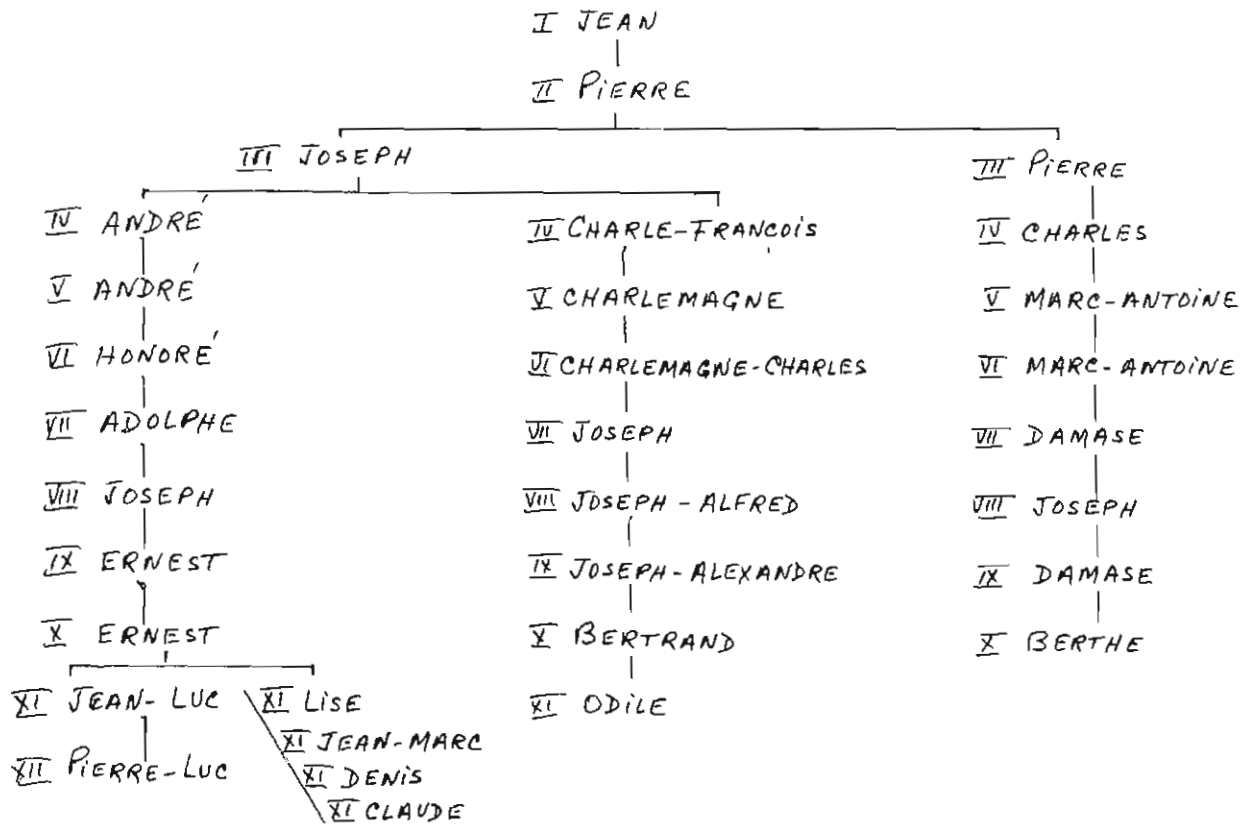 I JEAN
II PIERRE
III JOSEPH
III PIERRE
IV ANDRÉ
IV CHARLE-FRANÇOIS
IV CHARLES
V ANDRÉ
V CHARLEMAGNE
V MARC-ANTOINE
VI HONORÉ
VI CHARLEMAGNE-CHARLES
VI MARC-ANTOINE
VII ADOLPHE
VII JOSEPH
VII DAMASE
VIII JOSEPH
VIII JOSEPH-ALFRED
VIII JOSEPH
IX ERNEST
IX JOSEPH-ALEXANDRE
IX DAMASE
X ERNEST
X BERTRAND
X BERTHE
XI JEAN-LUC
XI LISE
XI ODILE
XI JEAN-MARC
XII PIERRE-LUC
XI DENIS
XI CLAUDE